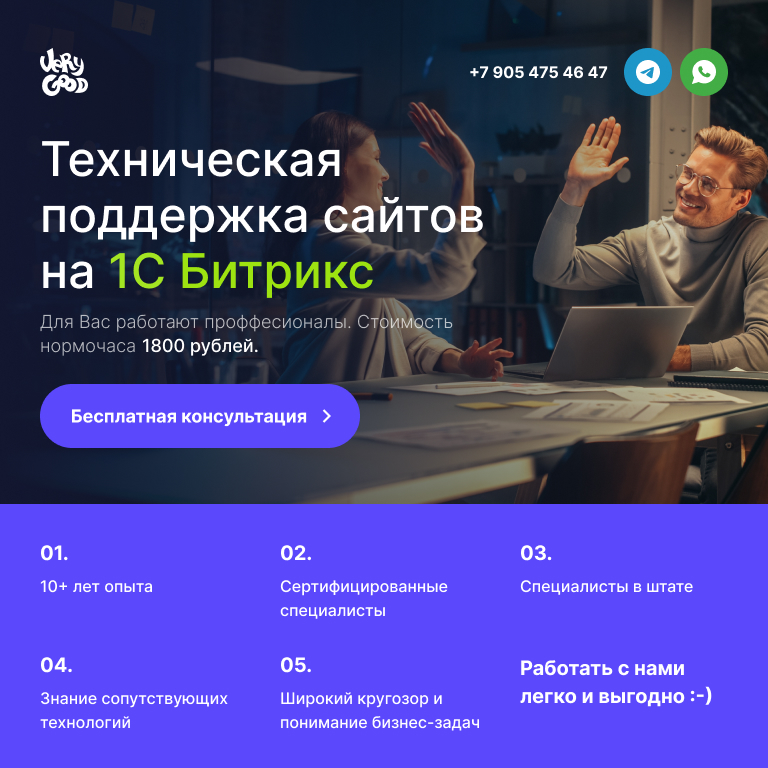 VERY GOOD
+7 905 475 46 47
Техническая
поддержка сайтов
на 1С Битрикс
Для Вас работают проффесионалы. Стоимость
нормочаса 1800 рублей.
Бесплатная консультация
01.
10+ лет опыта
02.
Сертифицированные
специалисты
03.
Специалисты в штате
04.
Знание сопутствующих
технологий
05.
Широкий кругозор и
понимание бизнес-задач
Работать с нами
легко и выгодно :-)